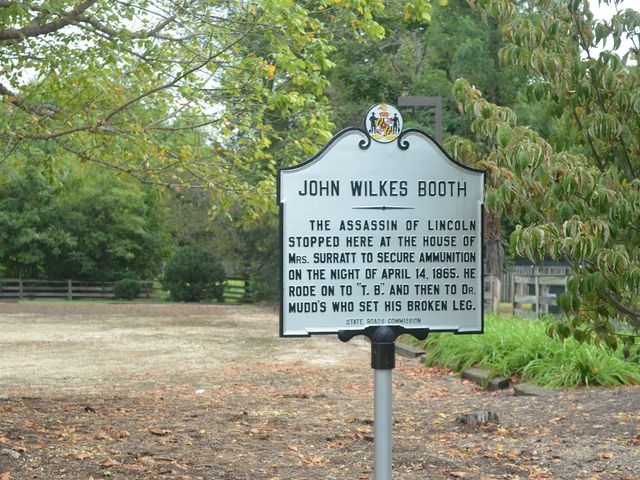 JOHN WILKES BOOTH
THE ASSASSIN OF LINCOLN
STOPPED HERE AT THE HOUSE OF
MRS. SURRATT TO SECURE AMMUNITION
ON THE NIGHT OF APRIL 14, 1865. HE
RODE ON TO "T. B." AND THEN TO DR.
MUDD'S WHO SET HIS BROKEN LEG.
STATE ROADS COMMISSION